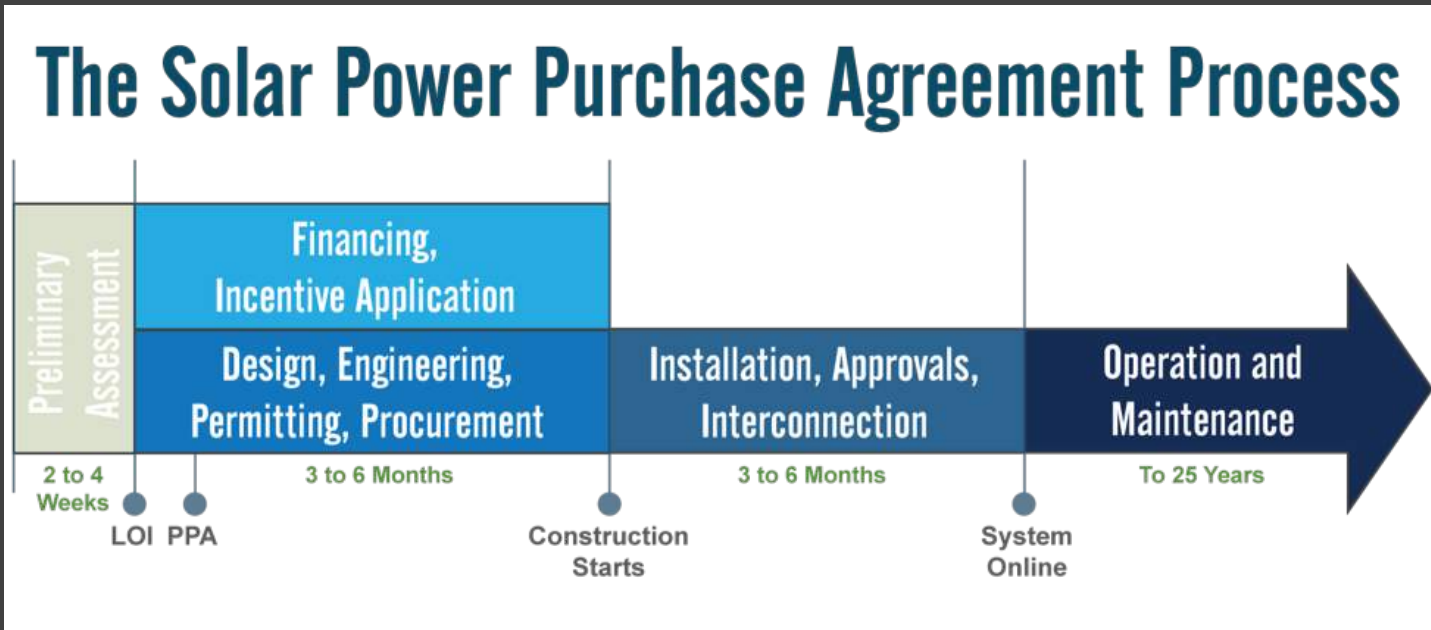 The Solar Power Purchase Agreement Process
Preliminary
Assessment
Financing,
Incentive Application
Design, Engineering,
Permitting, Procurement
Installation, Approvals,
Interconnection
Operation and
Maintenance
2 to 4
Weeks
3 to 6 Months
3 to 6 Months
To 25 Years
LOI
PPA
Construction
Starts
System
Online